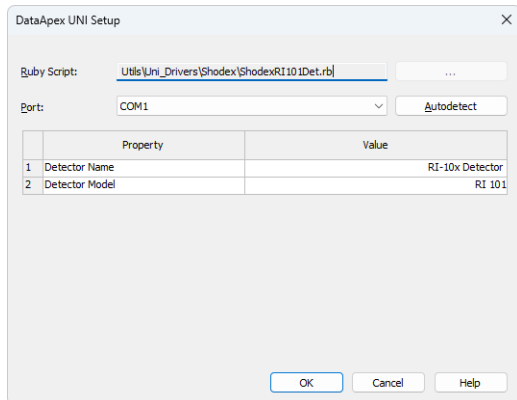 DataApex UNI Setup
Ruby Script: Utils\Uni_Drivers\Shodex\ShodexRI101Det.rb ...
Port: COM1 Autodetect
Property Value
1 Detector Name RI-10x Detector
2 Detector Model RI 101
OK Cancel Help